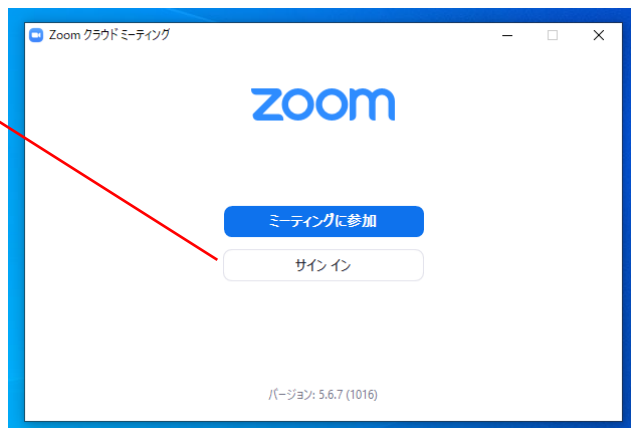 Zoom クラウド ミーティング
zoom
ミーティングに参加
サイン イン
バージョン: 5.6.7 (1016)